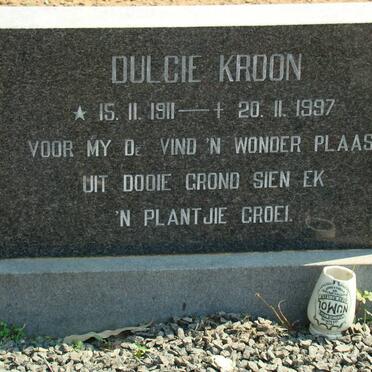 DULCIE KROON
★ 15. 11. 1911 — † 20. 11. 1997
VOOR MY DE VIND 'N WONDER PLAAS
UIT DOOIE GROND SIEN EK
'N PLANTJIE GROEI.
NUMOL